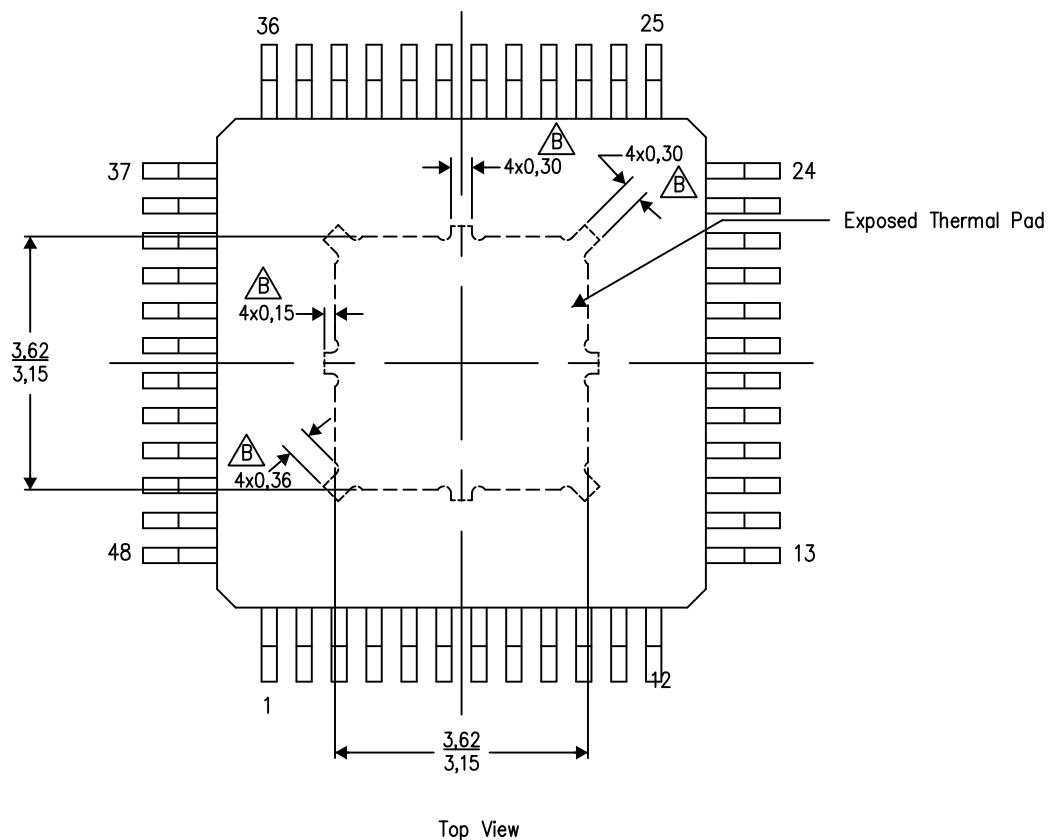 36
25
B
4x0,30
4x0,30
B
37
24
Exposed Thermal Pad
B
4x0,15
3,62
3,15
B
4x0,36
48
13
1
12
3,62
3,15
Top View